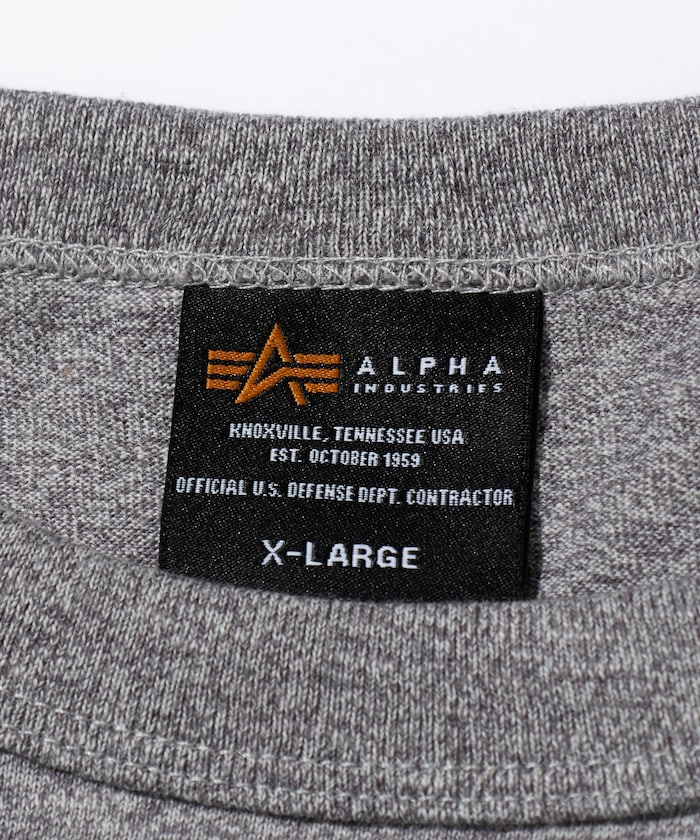 ALPHA
INDUSTRIES
KNOXVILLE, TENNESSEE USA
EST. OCTOBER 1959
OFFICIAL U.S. DEFENSE DEPT. CONTRACTOR
X-LARGE